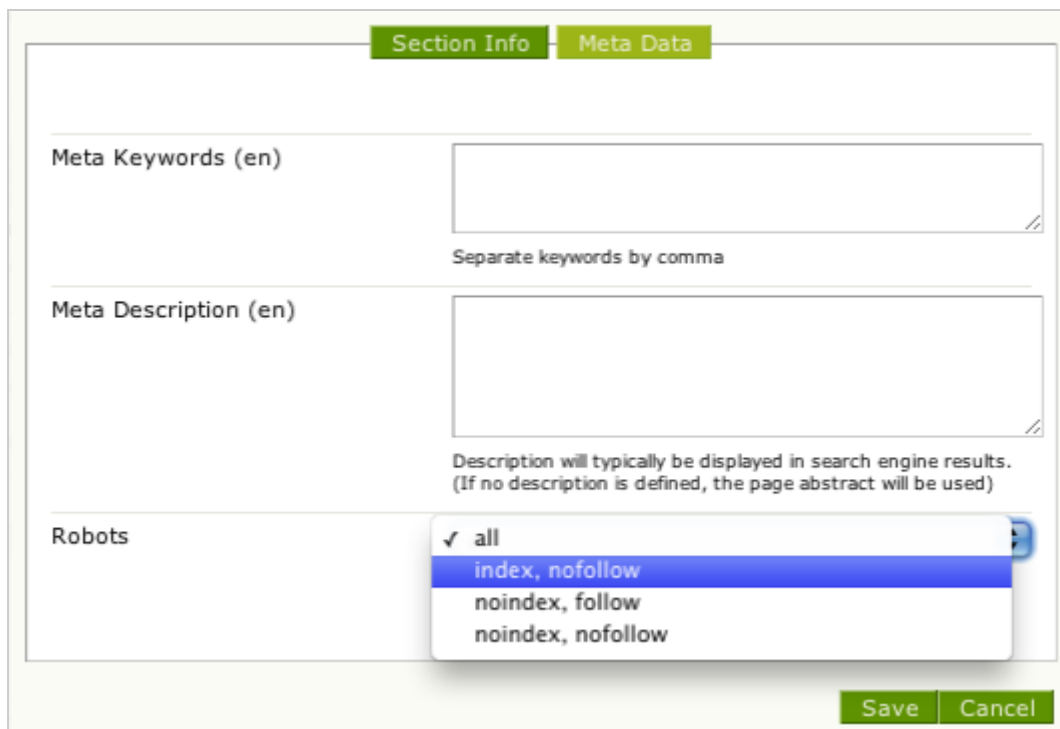 Section Info Meta Data
Meta Keywords (en)
Separate keywords by comma
Meta Description (en)
Description will typically be displayed in search engine results.
(If no description is defined, the page abstract will be used)
Robots
✓ all
index, nofollow
noindex, follow
noindex, nofollow
Save Cancel